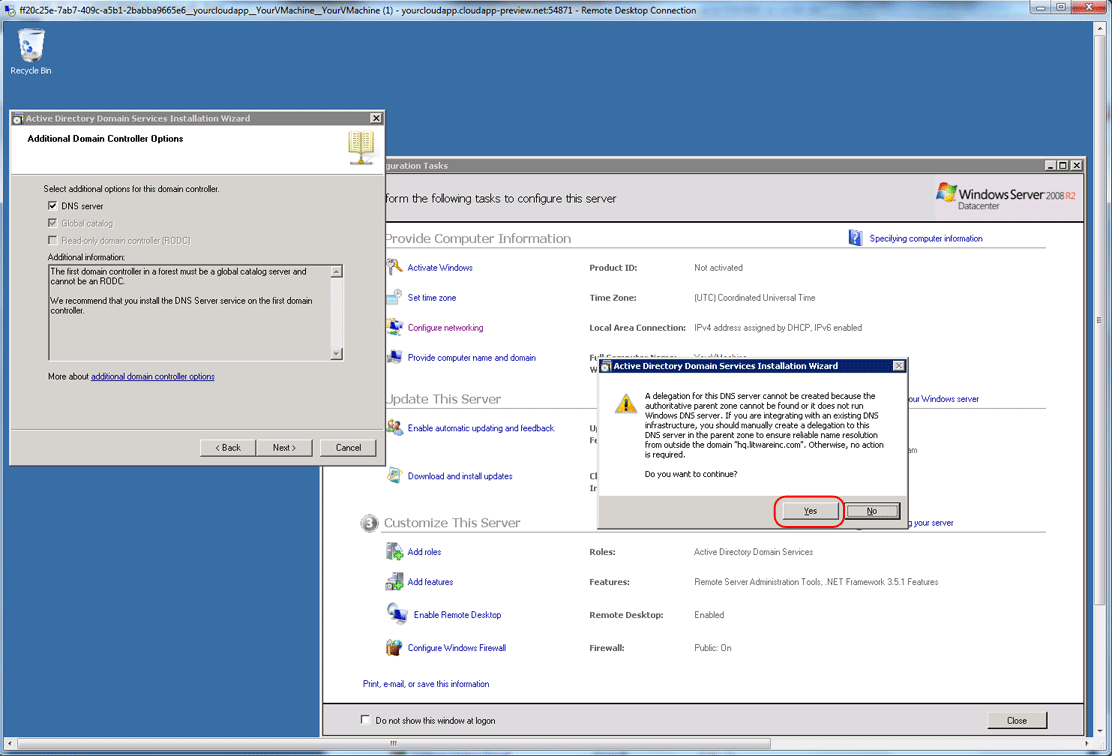 ff20c25e-7ab7-409c-a5b1-2babba9665e6__yourcloudapp__YourVMachine__YourVMachine (1) - yourcloudapp.cloudapp-preview.net:54871 - Remote Desktop Connection
Recycle Bin
Active Directory Domain Services Installation Wizard
Additional Domain Controller Options
Select additional options for this domain controller.
DNS server
Global catalog
Read-only domain controller (RODC)
Additional information:
The first domain controller in a forest must be a global catalog server and
cannot be an RODC.
We recommend that you install the DNS Server service on the first domain
controller.
More about additional domain controller options
< Back
Next >
Cancel
guration Tasks
form the following tasks to configure this server
Windows Server 2008 R2
Datacenter
Provide Computer Information
Specifying computer information
Activate Windows
Product ID:
Not activated
Set time zone
Time Zone:
(UTC) Coordinated Universal Time
Configure networking
Local Area Connection:
IPv4 address assigned by DHCP, IPv6 enabled
Provide computer name and domain
Full Computer Name:
YourVMachine
Update This Server
our Windows server
Enable automatic updating and feedback
Download and install updates
Active Directory Domain Services Installation Wizard
A delegation for this DNS server cannot be created because the
authoritative parent zone cannot be found or it does not run
Windows DNS server. If you are integrating with an existing DNS
infrastructure, you should manually create a delegation to this
DNS server in the parent zone to ensure reliable name resolution
from outside the domain "hq.litwareinc.com". Otherwise, no action
is required.
Do you want to continue?
Yes
No
3 Customize This Server
g your server
Add roles
Roles:
Active Directory Domain Services
Add features
Features:
Remote Server Administration Tools, .NET Framework 3.5.1 Features
Enable Remote Desktop
Remote Desktop:
Enabled
Configure Windows Firewall
Firewall:
Public: On
Print, e-mail, or save this information
Do not show this window at logon
Close